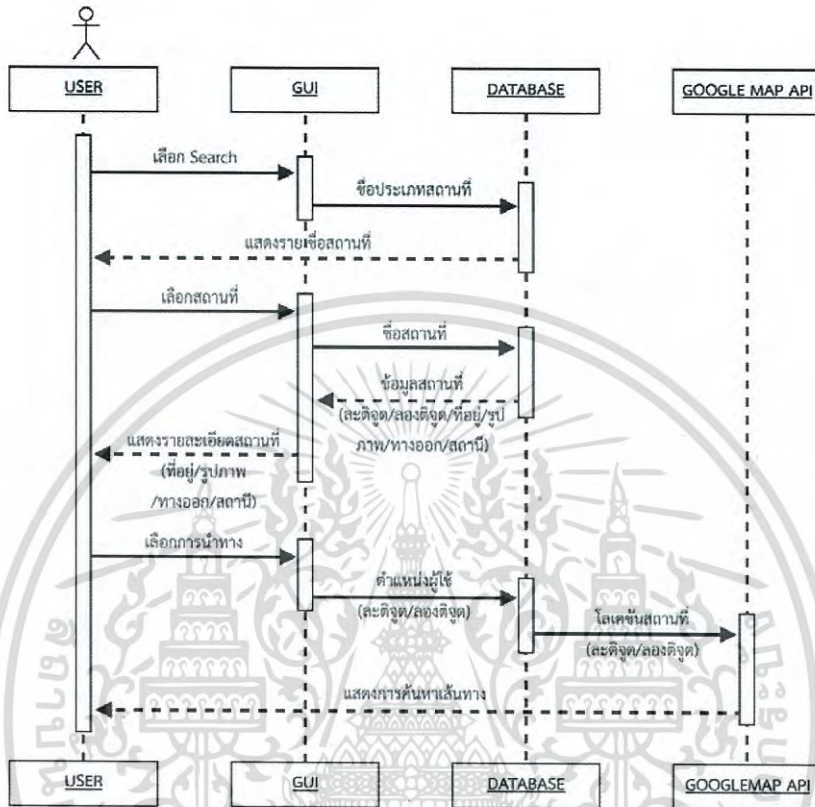 USER
GUI
DATABASE
GOOGLE MAP API
เลือก Search
ชื่อประเภทสถานที่
แสดงรายชื่อสถานที่
เลือกสถานที่
ชื่อสถานที่
ข้อมูลสถานที่
(ละติจูด/ลองติจูด/ที่อยู่/รูป
ภาพ/ทางออก/สถานี)
แสดงรายละเอียดสถานที่
(ที่อยู่/รูปภาพ
/ทางออก/สถานี)
เลือกการนำทาง
ตำแหน่งผู้ใช้
(ละติจูด/ลองติจูด)
โลเคชันสถานที่
(ละติจูด/ลองติจูด)
แสดงการค้นหาเส้นทาง
USER
GUI
DATABASE
GOOGLEMAP API